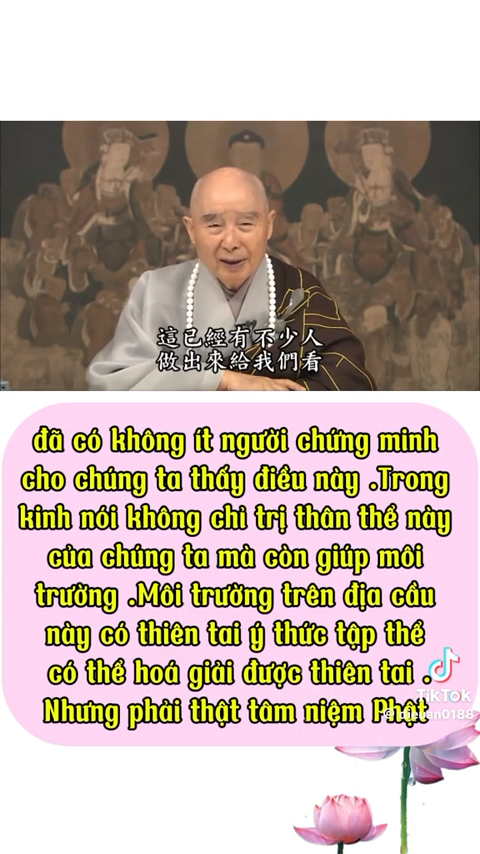 這已經有不少人
做出來給我們看
đã có không ít người chứng minh
cho chúng ta thấy điều này .Trong
kinh nói không chỉ trị thân thể này
của chúng ta mà còn giúp môi
trường .Môi trường trên địa cầu
này có thiên tai ý thức tập thể
có thể hoá giải được thiên tai .
Nhưng phải thật tâm niệm Phật
TikTok